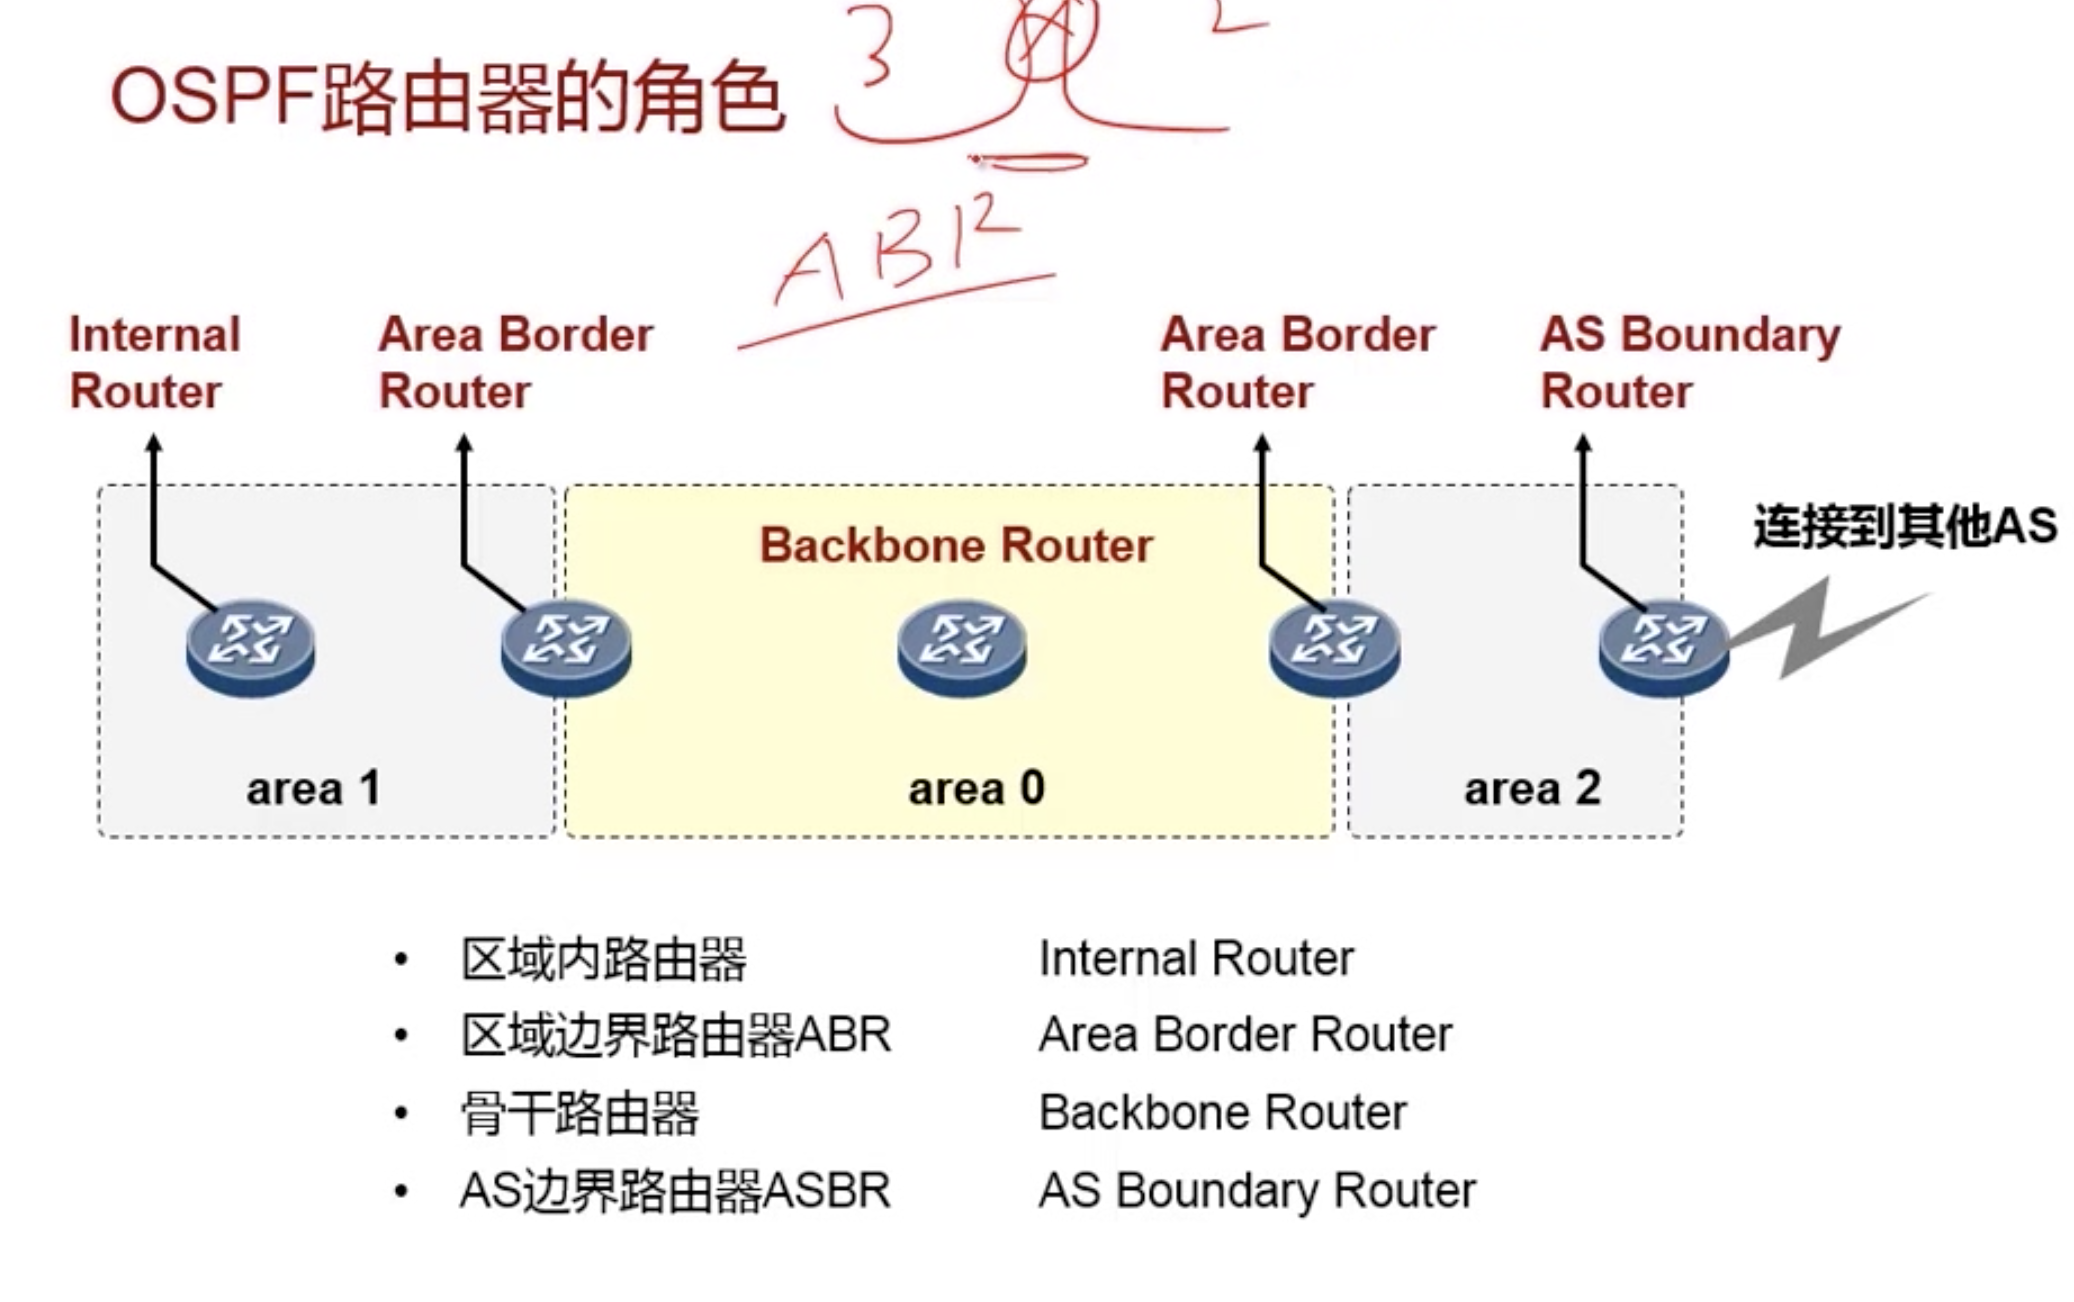 3
2
OSPF路由器的角色
ABR
Internal Router
Area Border Router
Area Border Router
AS Boundary Router
连接到其他AS
Backbone Router
area 1
area 0
area 2
• 区域内路由器 Internal Router
• 区域边界路由器ABR Area Border Router
• 骨干路由器 Backbone Router
• AS边界路由器ASBR AS Boundary Router